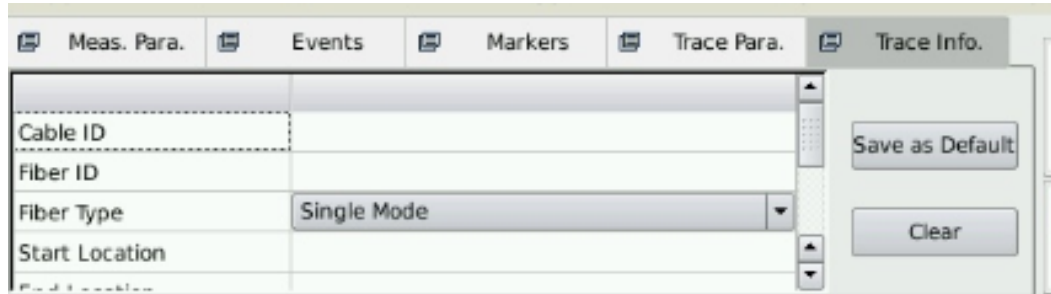 Meas. Para. Events Markers Trace Para. Trace Info.
Cable ID
Save as Default
Fiber ID
Fiber Type Single Mode
Clear
Start Location